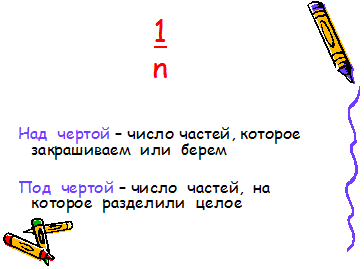 1
n
Над чертой – число частей, которое
закрашиваем или берем
Под чертой – число частей, на
которое разделили целое